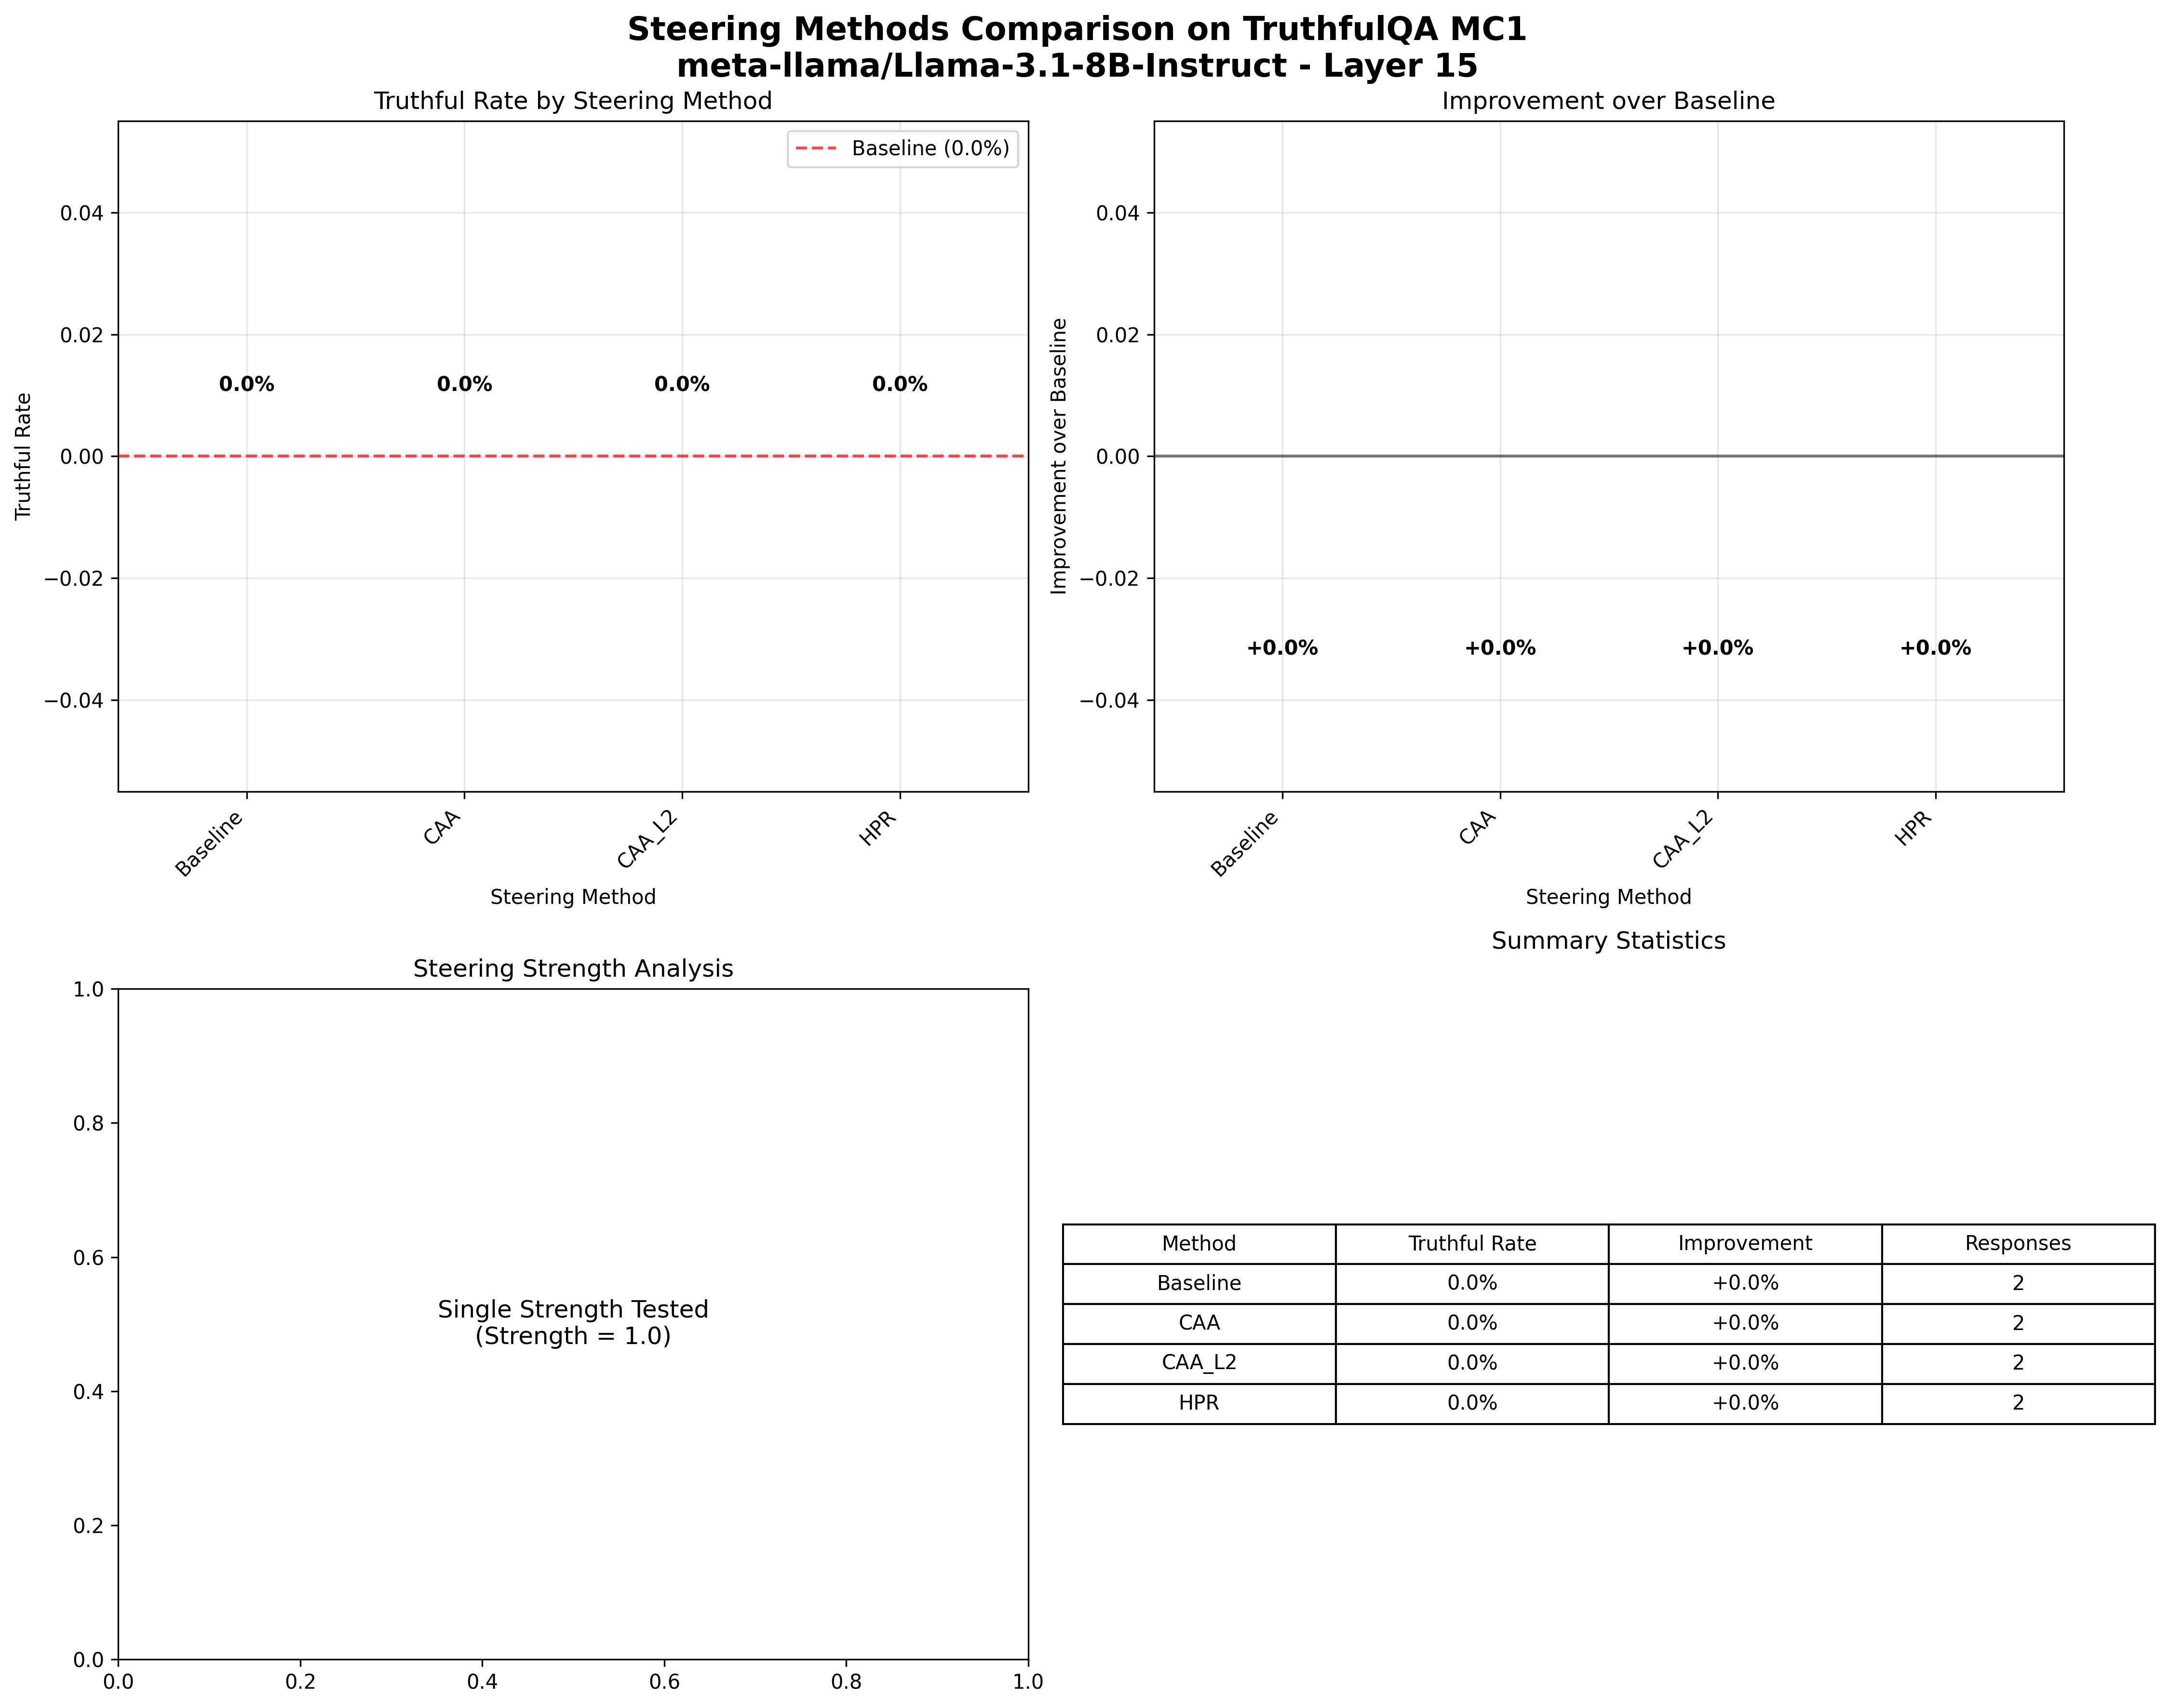 Steering Methods Comparison on TruthfulQA MC1
meta-llama/Llama-3.1-8B-Instruct - Layer 15
Truthful Rate by Steering Method
Baseline (0.0%)
0.04
0.02
0.00
−0.02
−0.04
Truthful Rate
0.0%
0.0%
0.0%
0.0%
Baseline
CAA
CAA_L2
HPR
Steering Method
Improvement over Baseline
0.04
0.02
0.00
−0.02
−0.04
Improvement over Baseline
+0.0%
+0.0%
+0.0%
+0.0%
Baseline
CAA
CAA_L2
HPR
Steering Method
Steering Strength Analysis
1.0
0.8
0.6
0.4
0.2
0.0
Single Strength Tested
(Strength = 1.0)
0.0
0.2
0.4
0.6
0.8
1.0
Summary Statistics
Method Truthful Rate Improvement Responses
Baseline 0.0% +0.0% 2
CAA 0.0% +0.0% 2
CAA_L2 0.0% +0.0% 2
HPR 0.0% +0.0% 2